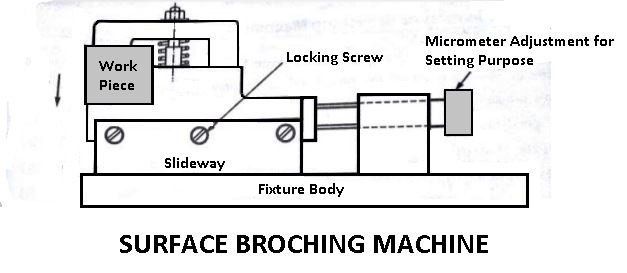 Micrometer Adjustment for
Setting Purpose
Locking Screw
Work
Piece
Slideway
Fixture Body
SURFACE BROCHING MACHINE